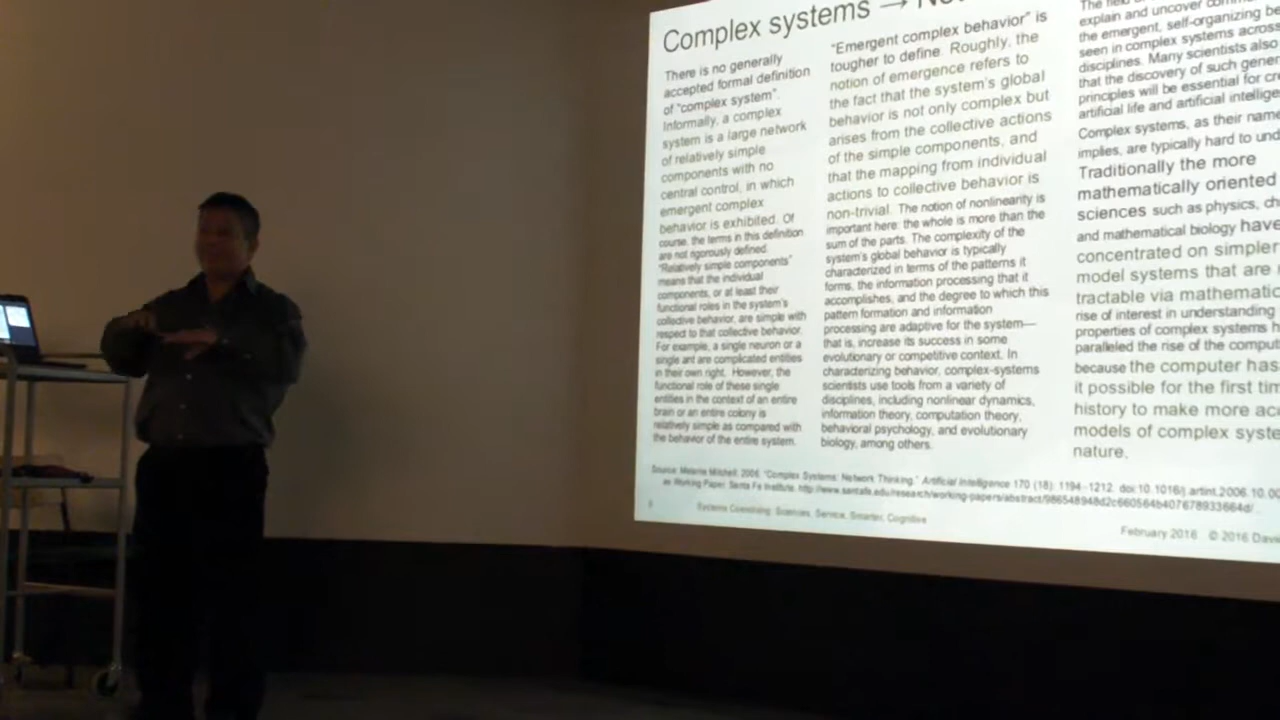 Complex systems →
There is no generally
accepted formal definition
of "complex system".
Informally, a complex
system is a large network
of relatively simple
components with no
central control, in which
emergent complex
behavior is exhibited. Of
course, the terms in this definition
are not rigorously defined.
"Relatively simple components"
means that the individual
components, or at least their
functional roles in the system's
collective behavior, are simple with
respect to that collective behavior.
For example, a single neuron or a
single ant are complicated entities
in their own right. However, the
functional role of these single
entities in the context of an entire
brain or an entire colony is
relatively simple as compared with
the behavior of the entire system.
"Emergent complex behavior" is
tougher to define. Roughly, the
notion of emergence refers to
the fact that the system's global
behavior is not only complex but
arises from the collective actions
of the simple components, and
that the mapping from individual
actions to collective behavior is
non-trivial. The notion of nonlinearity is
important here: the whole is more than the
sum of the parts. The complexity of the
system's global behavior is typically
characterized in terms of the patterns it
forms, the information processing that it
accomplishes, and the degree to which this
pattern formation and information
processing are adaptive for the system—
that is, increase its success in some
evolutionary or competitive context. In
characterizing behavior, complex-systems
scientists use tools from a variety of
disciplines, including nonlinear dynamics,
information theory, computation theory,
behavioral psychology, and evolutionary
biology, among others.
The
explain and uncover
the emergent, self-organizing be
seen in complex systems across
disciplines. Many scientists also
that the discovery of such gener
principles will be essential for cr
artificial life and artificial intellige
Complex systems, as their name
implies, are typically hard to und
Traditionally the more
mathematically oriented
sciences such as physics, ch
and mathematical biology have
concentrated on simpler
model systems that are
tractable via mathematic
rise of interest in understanding
properties of complex systems h
paralleled the rise of the comput
because the computer has
it possible for the first tim
history to make more acc
models of complex syste
nature.
Source: Melanie Mitchell. 2006. "Complex Systems: Network Thinking." Artificial Intelligence 170 (18): 1194–1212. doi:10.1016/j.artint.2006.10.00
as Working Paper, Santa Fe Institute.
Systems Coevolving: Sciences, Service, Smarter, Cognitive
February 2016 © 2016 Davi